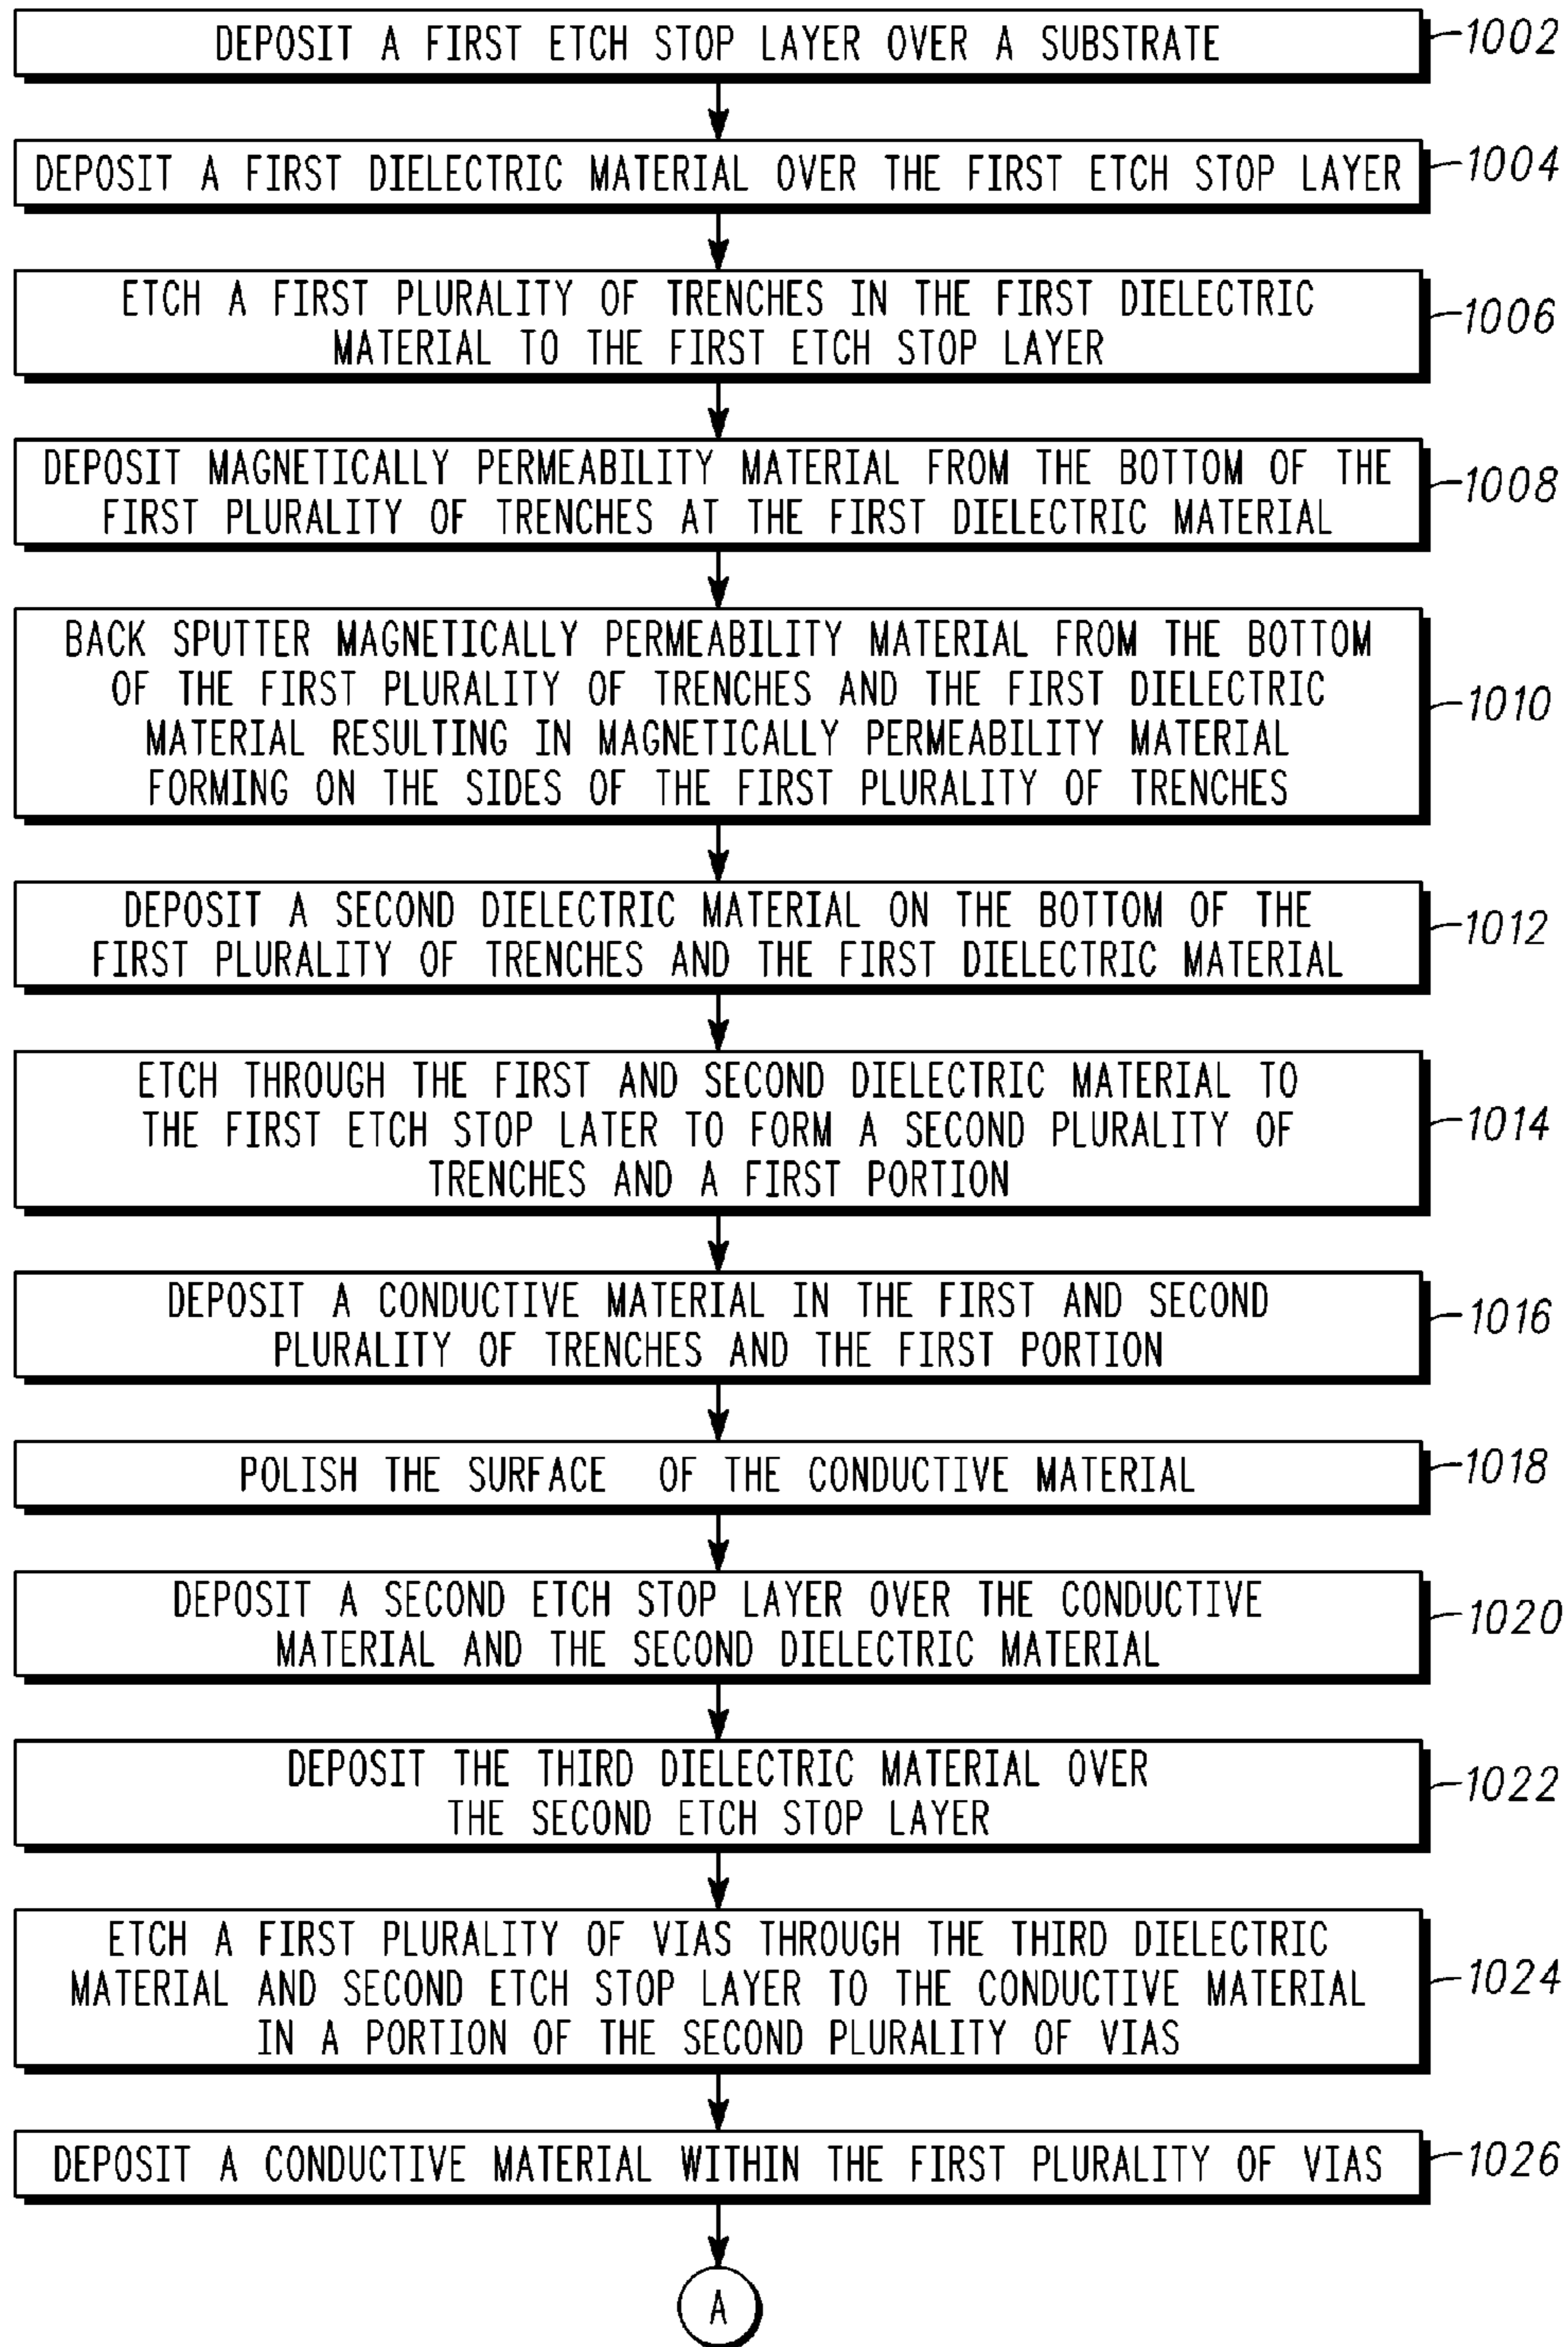 DEPOSIT A FIRST ETCH STOP LAYER OVER A SUBSTRATE
1002
DEPOSIT A FIRST DIELECTRIC MATERIAL OVER THE FIRST ETCH STOP LAYER
1004
ETCH A FIRST PLURALITY OF TRENCHES IN THE FIRST DIELECTRIC
MATERIAL TO THE FIRST ETCH STOP LAYER
1006
DEPOSIT MAGNETICALLY PERMEABILITY MATERIAL FROM THE BOTTOM OF THE
FIRST PLURALITY OF TRENCHES AT THE FIRST DIELECTRIC MATERIAL
1008
BACK SPUTTER MAGNETICALLY PERMEABILITY MATERIAL FROM THE BOTTOM
OF THE FIRST PLURALITY OF TRENCHES AND THE FIRST DIELECTRIC
MATERIAL RESULTING IN MAGNETICALLY PERMEABILITY MATERIAL
FORMING ON THE SIDES OF THE FIRST PLURALITY OF TRENCHES
1010
DEPOSIT A SECOND DIELECTRIC MATERIAL ON THE BOTTOM OF THE
FIRST PLURALITY OF TRENCHES AND THE FIRST DIELECTRIC MATERIAL
1012
ETCH THROUGH THE FIRST AND SECOND DIELECTRIC MATERIAL TO
THE FIRST ETCH STOP LATER TO FORM A SECOND PLURALITY OF
TRENCHES AND A FIRST PORTION
1014
DEPOSIT A CONDUCTIVE MATERIAL IN THE FIRST AND SECOND
PLURALITY OF TRENCHES AND THE FIRST PORTION
1016
POLISH THE SURFACE OF THE CONDUCTIVE MATERIAL
1018
DEPOSIT A SECOND ETCH STOP LAYER OVER THE CONDUCTIVE
MATERIAL AND THE SECOND DIELECTRIC MATERIAL
1020
DEPOSIT THE THIRD DIELECTRIC MATERIAL OVER
THE SECOND ETCH STOP LAYER
1022
ETCH A FIRST PLURALITY OF VIAS THROUGH THE THIRD DIELECTRIC
MATERIAL AND SECOND ETCH STOP LAYER TO THE CONDUCTIVE MATERIAL
IN A PORTION OF THE SECOND PLURALITY OF VIAS
1024
DEPOSIT A CONDUCTIVE MATERIAL WITHIN THE FIRST PLURALITY OF VIAS
1026
A